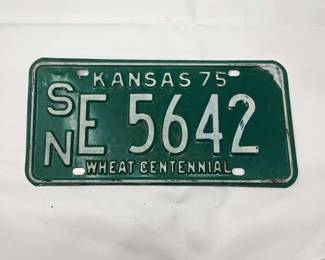 KANSAS 75
SN E 5642
WHEAT CENTENNIAL